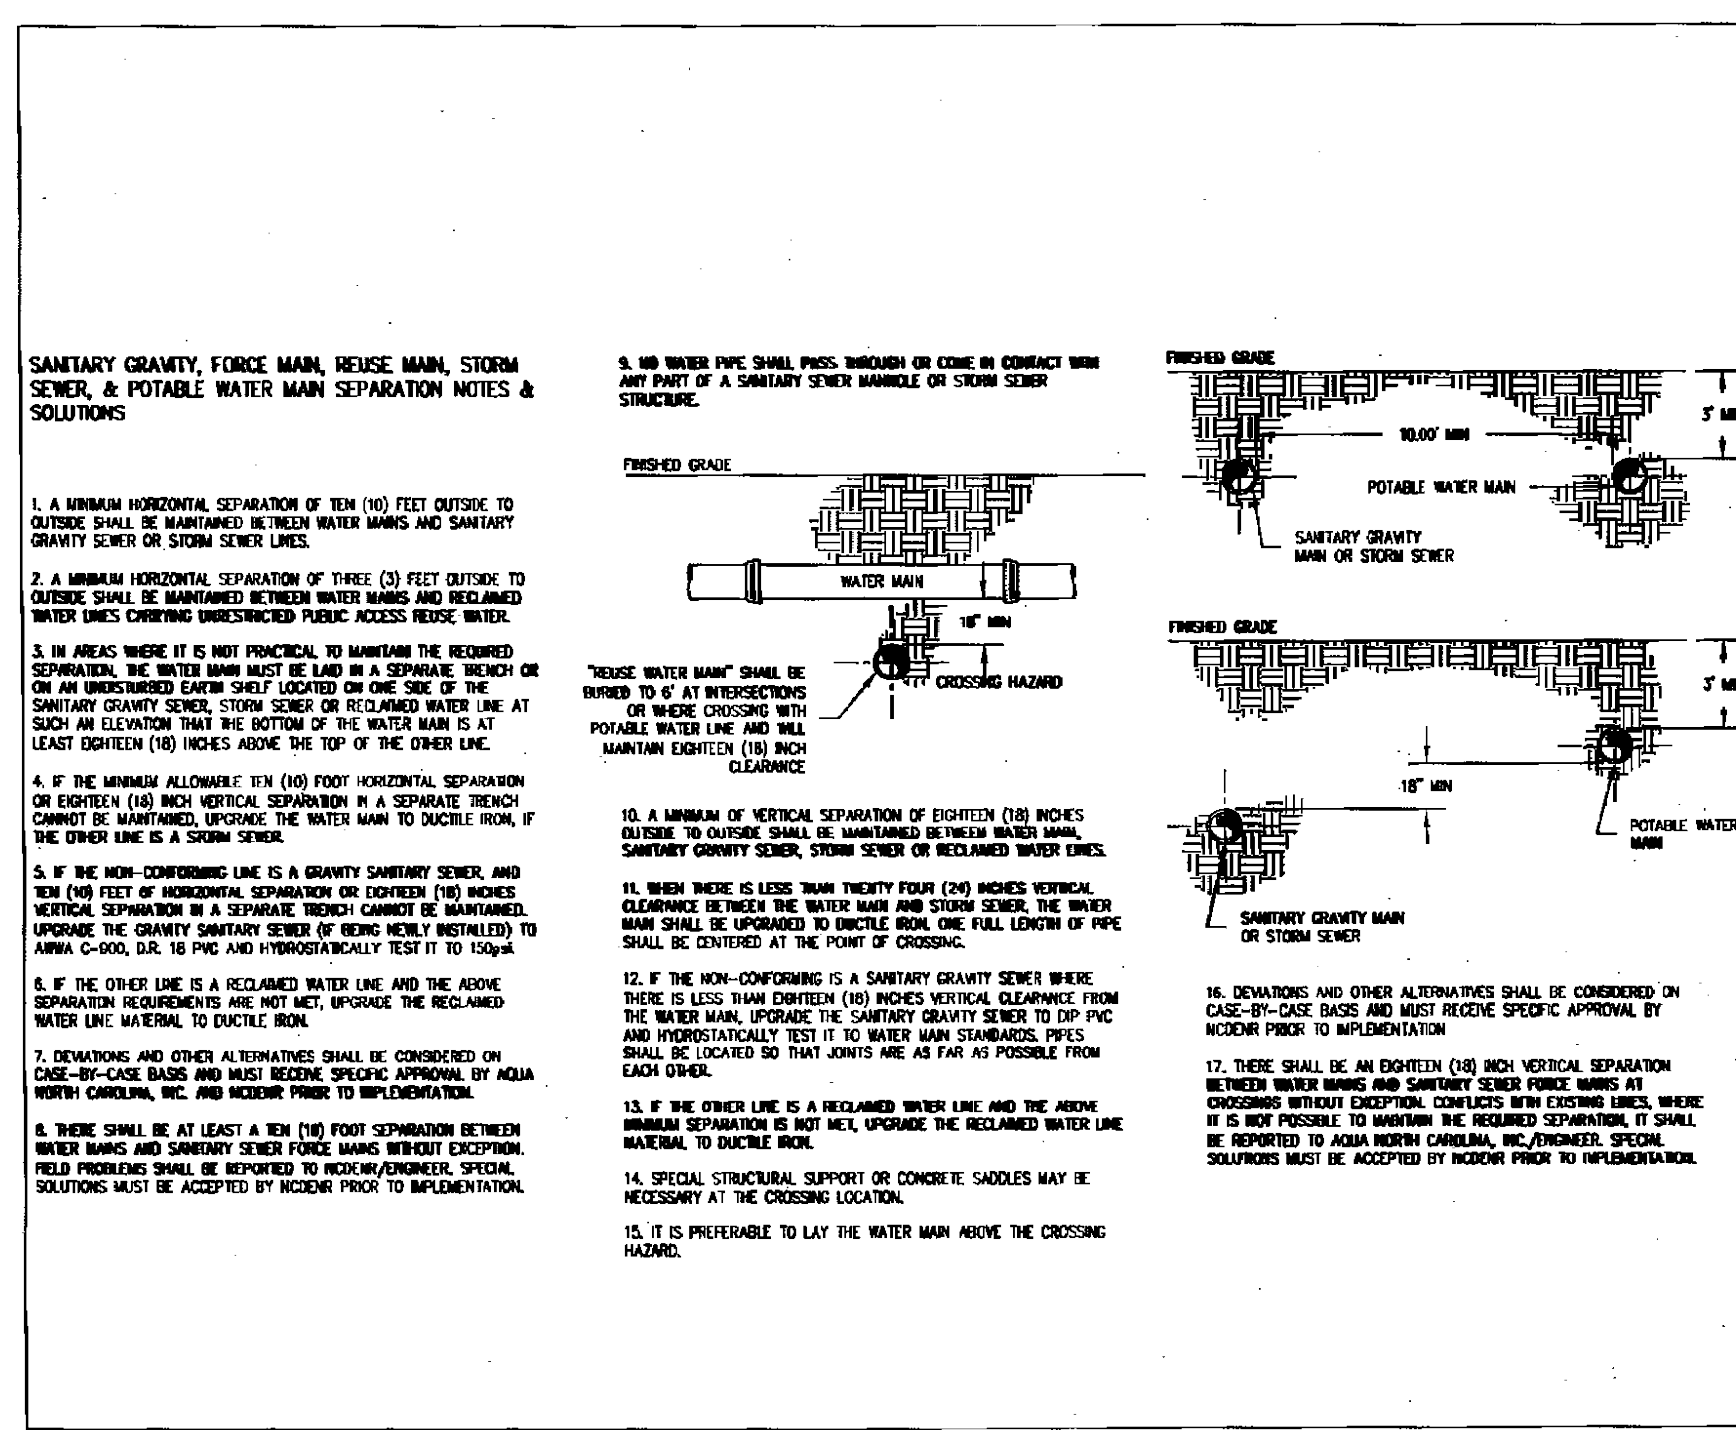 SANITARY GRAVITY, FORCE MAIN, REUSE MAIN, STORM
SEWER, & POTABLE WATER MAIN SEPARATION NOTES &
SOLUTIONS
1. A MINIMUM HORIZONTAL SEPARATION OF TEN (10) FEET OUTSIDE TO
OUTSIDE SHALL BE MAINTAINED BETWEEN WATER MAINS AND SANITARY
GRAVITY SEWER OR STORM SEWER LINES.
2. A MINIMUM HORIZONTAL SEPARATION OF THREE (3) FEET OUTSIDE TO
OUTSIDE SHALL BE MAINTAINED BETWEEN WATER MAINS AND RECLAIMED
WATER LINES CARRYING UNRESTRICTED PUBLIC ACCESS REUSE WATER.
3. IN AREAS WHERE IT IS NOT PRACTICAL TO MAINTAIN THE REQUIRED
SEPARATION, THE WATER MAIN MUST BE LAID IN A SEPARATE TRENCH OR
ON AN UNDISTURBED EARTH SHELF LOCATED ON ONE SIDE OF THE
SANITARY GRAVITY SEWER, STORM SEWER OR RECLAIMED WATER LINE AT
SUCH AN ELEVATION THAT THE BOTTOM OF THE WATER MAIN IS AT
LEAST EIGHTEEN (18) INCHES ABOVE THE TOP OF THE OTHER LINE.
4. IF THE MINIMUM ALLOWABLE TEN (10) FOOT HORIZONTAL SEPARATION
OR EIGHTEEN (18) INCH VERTICAL SEPARATION IN A SEPARATE TRENCH
CANNOT BE MAINTAINED, UPGRADE THE WATER MAIN TO DUCTILE IRON, IF
THE OTHER LINE IS A STORM SEWER.
5. IF THE NON-CONFORMING LINE IS A GRAVITY SANITARY SEWER, AND
TEN (10) FEET OF HORIZONTAL SEPARATION OR EIGHTEEN (18) INCHES
VERTICAL SEPARATION IN A SEPARATE TRENCH CANNOT BE MAINTAINED.
UPGRADE THE GRAVITY SANITARY SEWER (IF BEING NEWLY INSTALLED) TO
AWWA C-900, D.R. 18 PVC AND HYDROSTATICALLY TEST IT TO 150psi.
6. IF THE OTHER LINE IS A RECLAIMED WATER LINE AND THE ABOVE
SEPARATION REQUIREMENTS ARE NOT MET, UPGRADE THE RECLAIMED
WATER LINE MATERIAL TO DUCTILE IRON.
7. DEVIATIONS AND OTHER ALTERNATIVES SHALL BE CONSIDERED ON
CASE-BY-CASE BASIS AND MUST RECEIVE SPECIFIC APPROVAL BY AQUA
NORTH CAROLINA, INC. AND NCDENR PRIOR TO IMPLEMENTATION.
8. THERE SHALL BE AT LEAST A TEN (10) FOOT SEPARATION BETWEEN
WATER MAINS AND SANITARY SEWER FORCE MAINS WITHOUT EXCEPTION.
FIELD PROBLEMS SHALL BE REPORTED TO NCDENR/ENGINEER. SPECIAL
SOLUTIONS MUST BE ACCEPTED BY NCDENR PRIOR TO IMPLEMENTATION.
9. NO WATER PIPE SHALL PASS THROUGH OR COME IN CONTACT WITH
ANY PART OF A SANITARY SEWER MANHOLE OR STORM SEWER
STRUCTURE.
FINISHED GRADE
WATER MAIN
18" MIN
CROSSING HAZARD
"REUSE WATER MAIN" SHALL BE
BURIED TO 6' AT INTERSECTIONS
OR WHERE CROSSING WITH
POTABLE WATER LINE AND WILL
MAINTAIN EIGHTEEN (18) INCH
CLEARANCE
10. A MINIMUM OF VERTICAL SEPARATION OF EIGHTEEN (18) INCHES
OUTSIDE TO OUTSIDE SHALL BE MAINTAINED BETWEEN WATER MAIN,
SANITARY GRAVITY SEWER, STORM SEWER OR RECLAIMED WATER LINES.
11. WHEN THERE IS LESS THAN TWENTY FOUR (24) INCHES VERTICAL
CLEARANCE BETWEEN THE WATER MAIN AND STORM SEWER, THE WATER
MAIN SHALL BE UPGRADED TO DUCTILE IRON. ONE FULL LENGTH OF PIPE
SHALL BE CENTERED AT THE POINT OF CROSSING.
12. IF THE NON-CONFORMING IS A SANITARY GRAVITY SEWER WHERE
THERE IS LESS THAN EIGHTEEN (18) INCHES VERTICAL CLEARANCE FROM
THE WATER MAIN, UPGRADE THE SANITARY GRAVITY SEWER TO DIP PVC
AND HYDROSTATICALLY TEST IT TO WATER MAIN STANDARDS. PIPES
SHALL BE LOCATED SO THAT JOINTS ARE AS FAR AS POSSIBLE FROM
EACH OTHER.
13. IF THE OTHER LINE IS A RECLAIMED WATER LINE AND THE ABOVE
MINIMUM SEPARATION IS NOT MET, UPGRADE THE RECLAIMED WATER LINE
MATERIAL TO DUCTILE IRON.
14. SPECIAL STRUCTURAL SUPPORT OR CONCRETE SADDLES MAY BE
NECESSARY AT THE CROSSING LOCATION.
15. IT IS PREFERABLE TO LAY THE WATER MAIN ABOVE THE CROSSING
HAZARD.
FINISHED GRADE
3'
10.00' MIN
POTABLE WATER MAIN
SANITARY GRAVITY
MAIN OR STORM SEWER
FINISHED GRADE
3'
18" MIN
POTABLE WATER
MAIN
SANITARY GRAVITY MAIN
OR STORM SEWER
16. DEVIATIONS AND OTHER ALTERNATIVES SHALL BE CONSIDERED ON
CASE-BY-CASE BASIS AND MUST RECEIVE SPECIFIC APPROVAL BY
NCDENR PRIOR TO IMPLEMENTATION
17. THERE SHALL BE AN EIGHTEEN (18) INCH VERTICAL SEPARATION
BETWEEN WATER MAINS AND SANITARY SEWER FORCE MAINS AT
CROSSINGS WITHOUT EXCEPTION. CONFLICTS WITH EXISTING LINES, WHERE
IT IS NOT POSSIBLE TO MAINTAIN THE REQUIRED SEPARATION, IT SHALL
BE REPORTED TO AQUA NORTH CAROLINA, INC./ENGINEER. SPECIAL
SOLUTIONS MUST BE ACCEPTED BY NCDENR PRIOR TO IMPLEMENTATION.